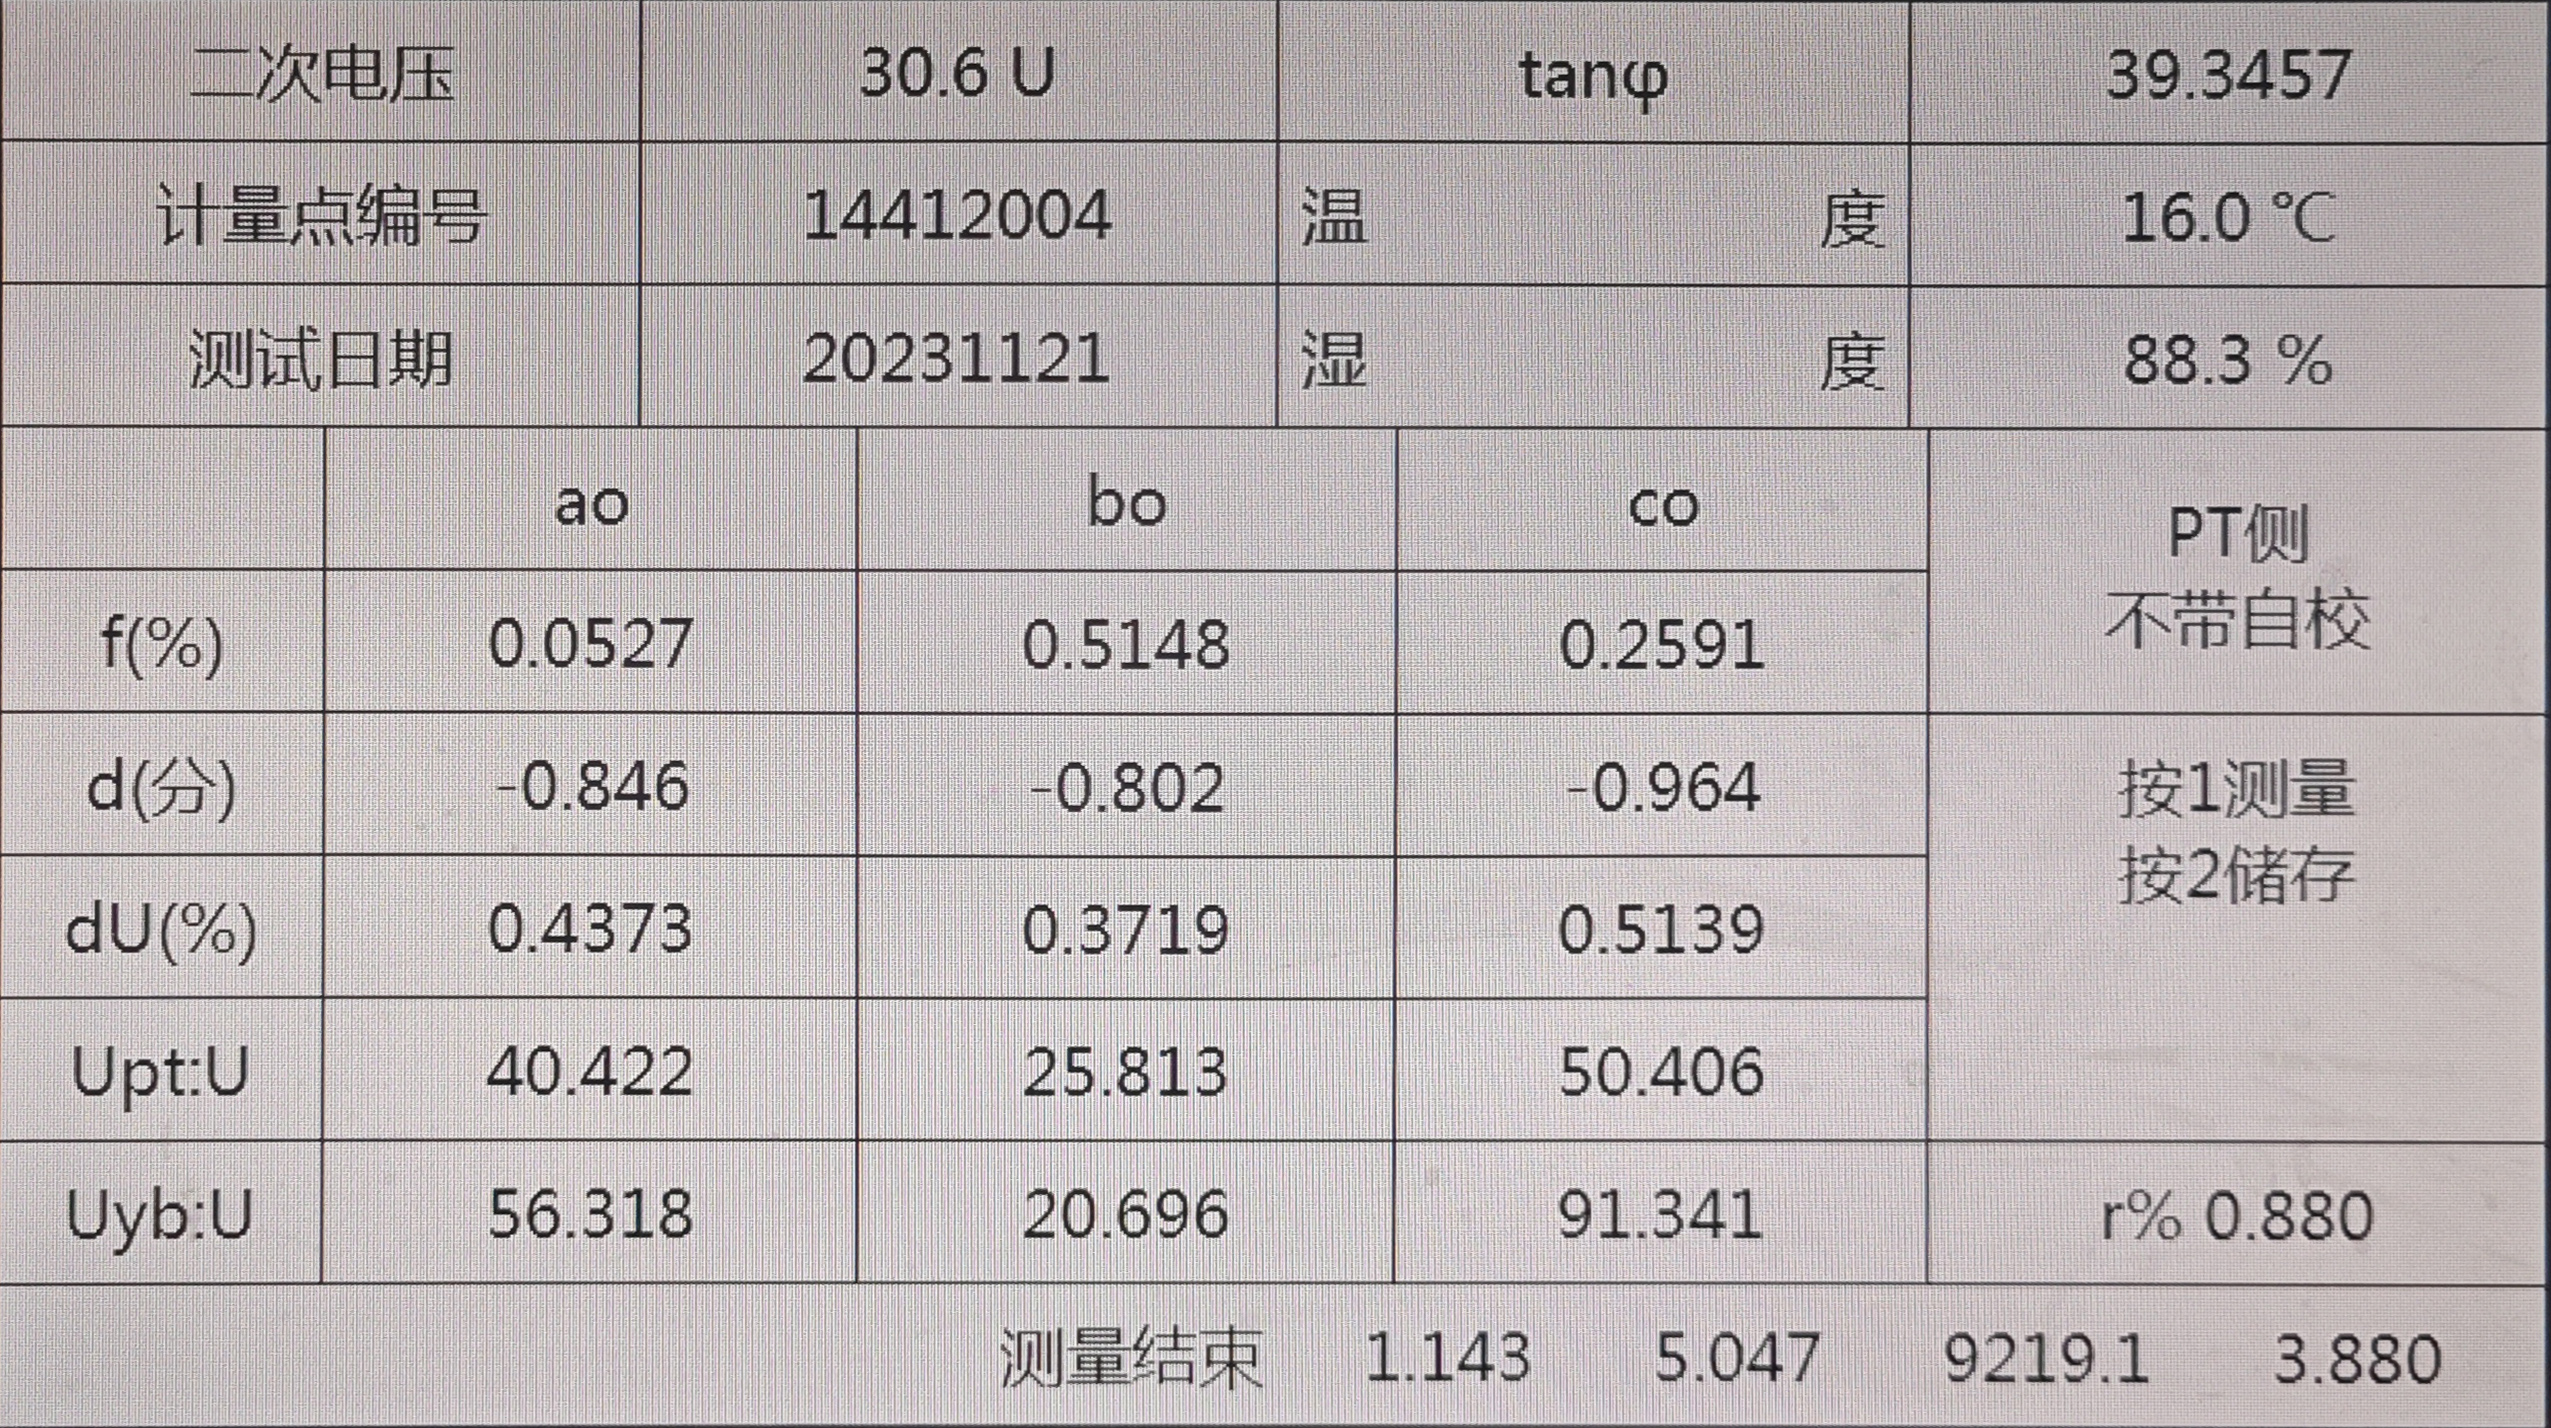 二次电压 30.6 U tanφ 39.3457
计量点编号 14412004 温 度 16.0 ℃
测试日期 20231121 湿 度 88.3 %
ao bo co
PT侧
不带自校
f(%) 0.0527 0.5148 0.2591
d(分) -0.846 -0.802 -0.964
按1测量
按2储存
dU(%) 0.4373 0.3719 0.5139
Upt:U 40.422 25.813 50.406
Uyb:U 56.318 20.696 91.341 r% 0.880
测量结束 1.143 5.047 9219.1 3.880